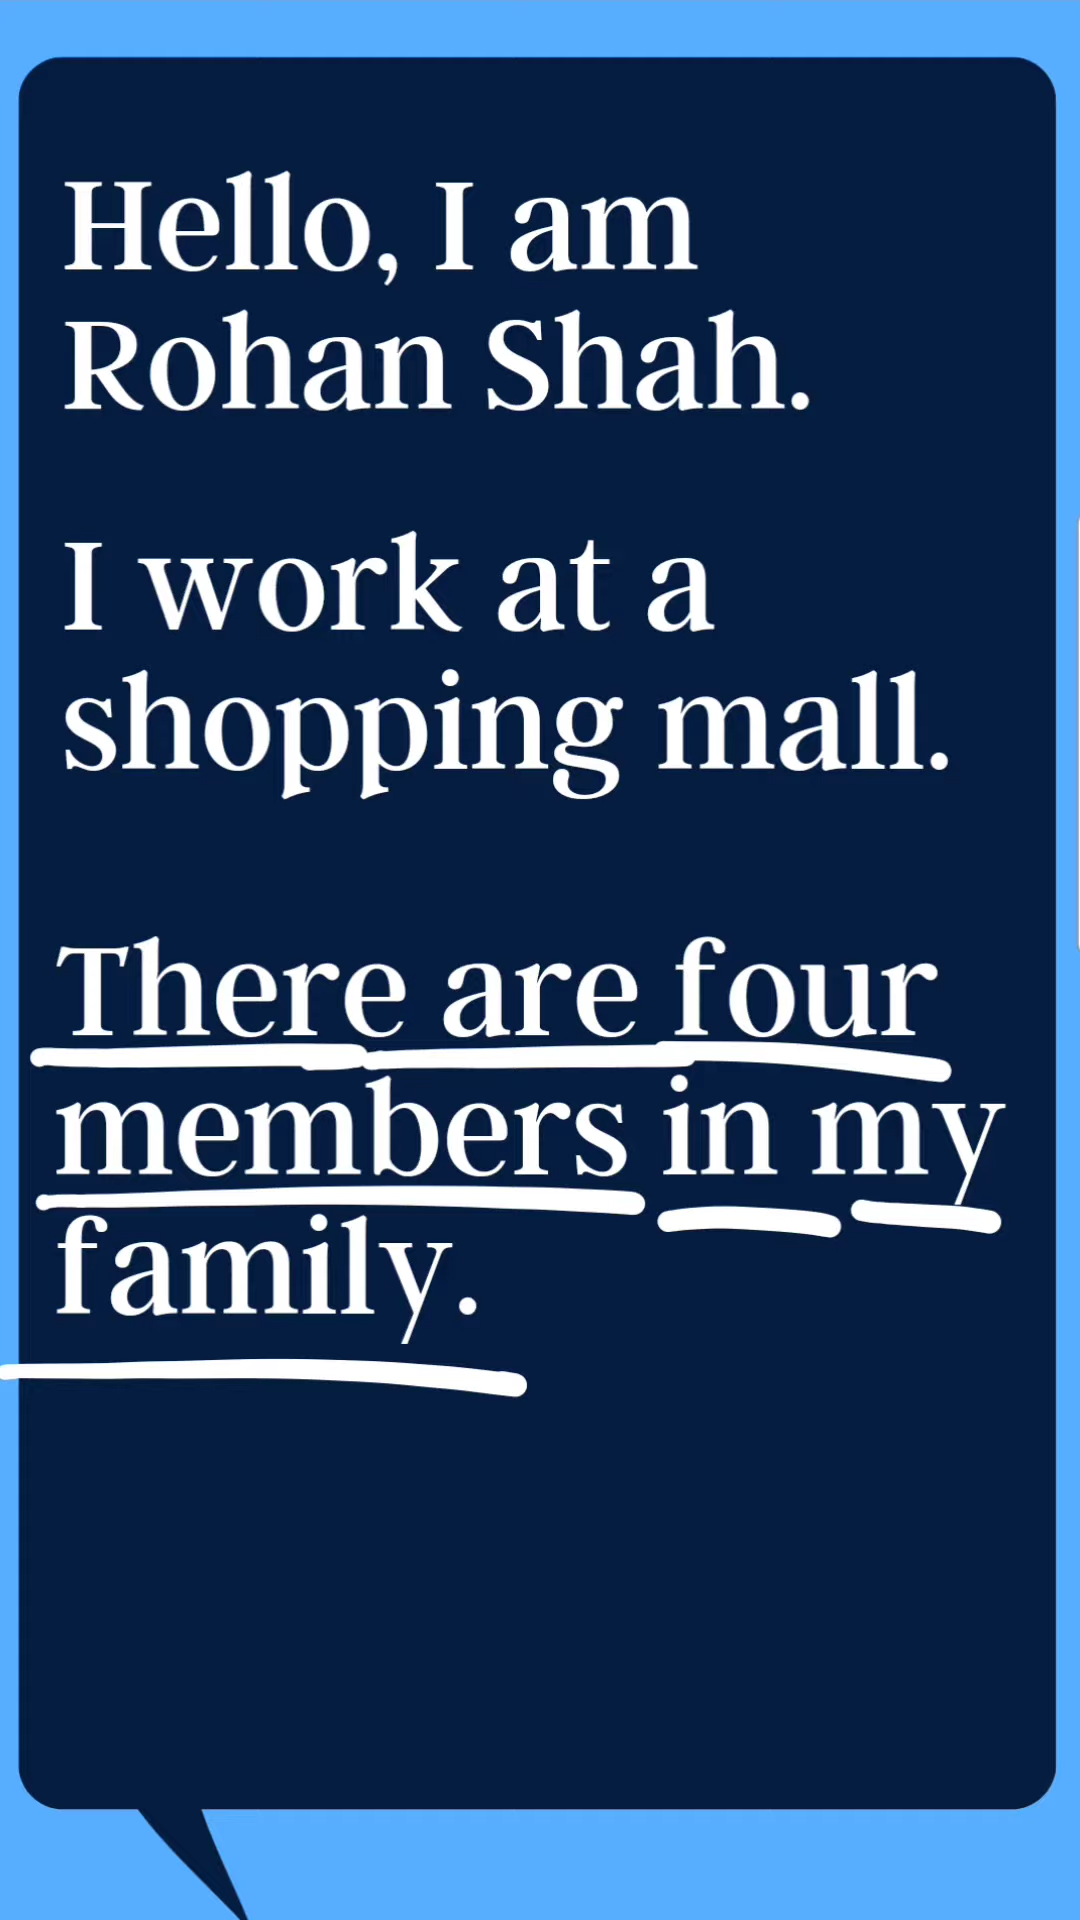 Hello, I am
Rohan Shah.
I work at a
shopping mall.
There are four
members in my
family.